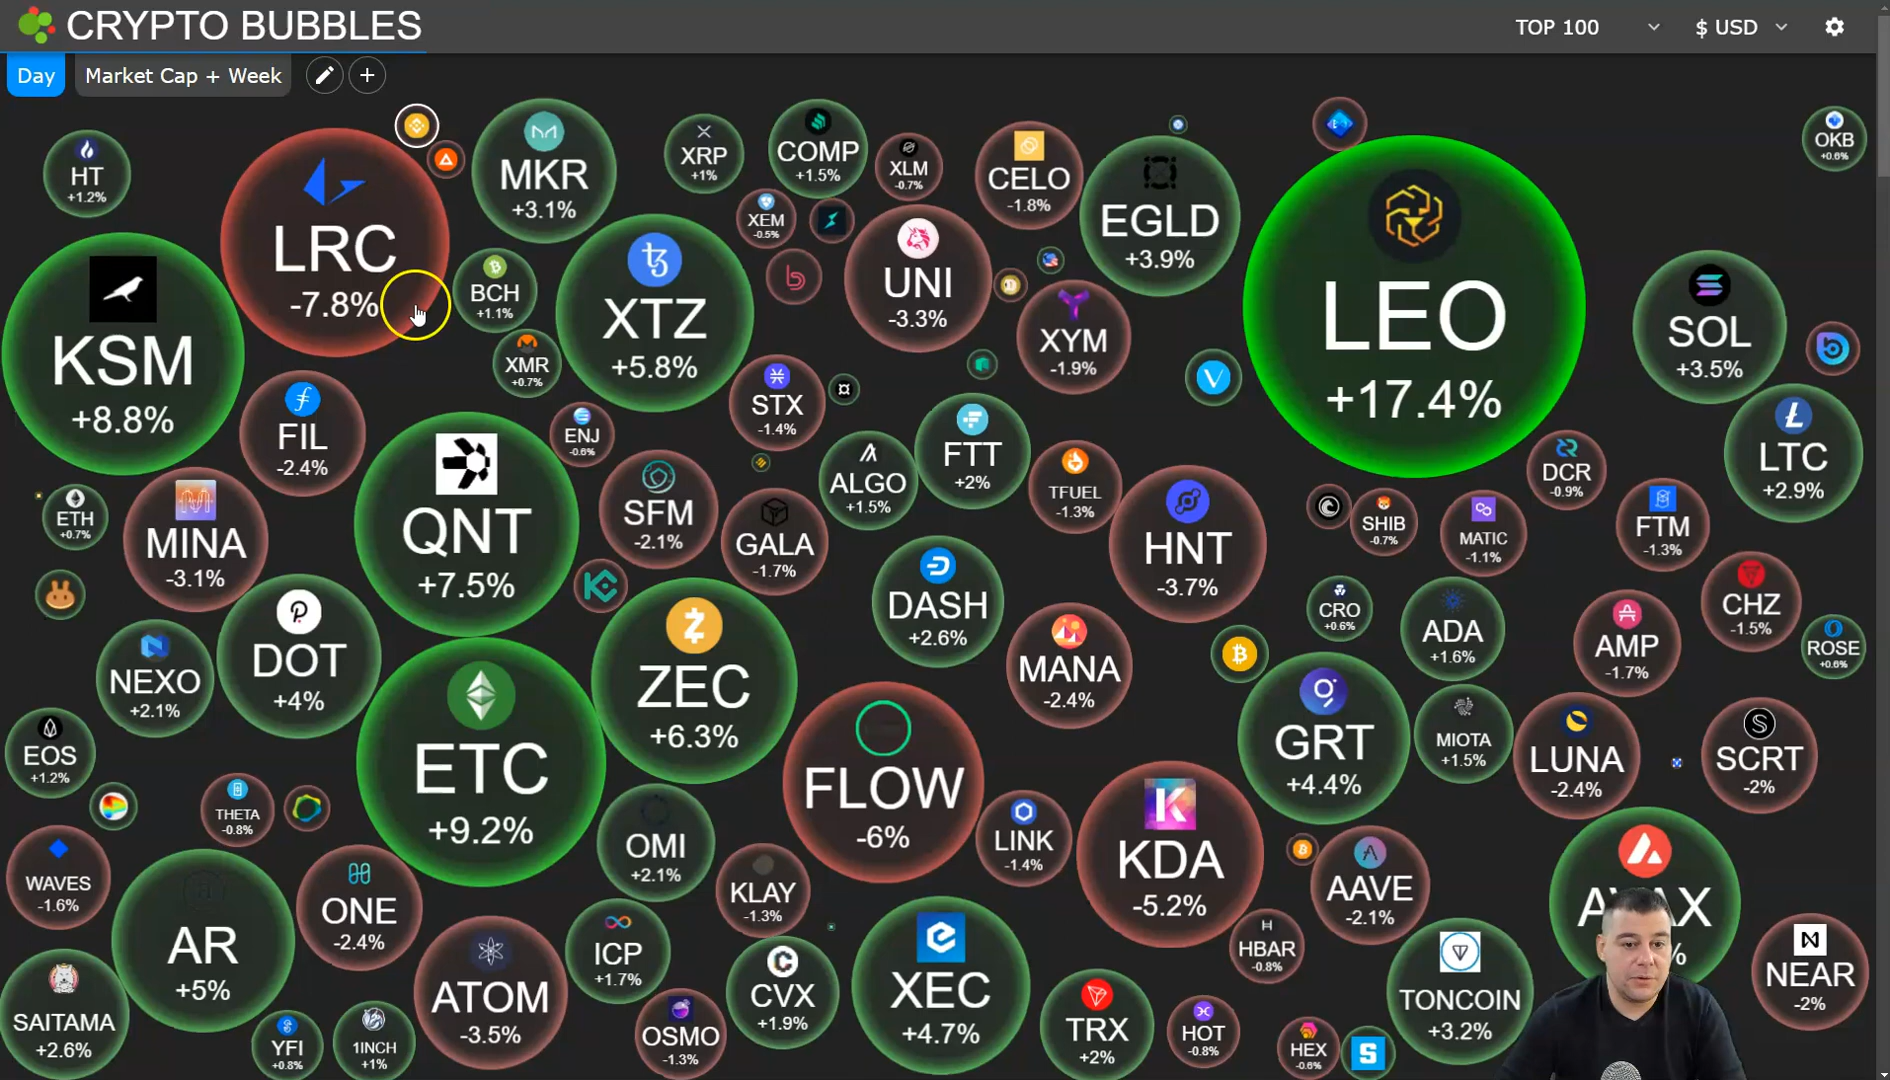 CRYPTO BUBBLES
TOP 100
$ USD
Day
Market Cap + Week
HT
+1.2%
LRC
-7.8%
MKR
+3.1%
XRP
+1%
COMP
+1.5%
XLM
-0.7%
CELO
-1.8%
EGLD
+3.9%
LEO
+17.4%
OKB
+0.6%
KSM
+8.8%
BCH
+1.1%
XTZ
+5.8%
XEM
-0.5%
UNI
-3.3%
XYM
-1.9%
SOL
+3.5%
XMR
+0.7%
FIL
-2.4%
ENJ
-0.6%
STX
-1.4%
ALGO
+1.5%
FTT
+2%
TFUEL
-1.3%
HNT
-3.7%
SHIB
-0.7%
MATIC
-1.1%
DCR
-0.9%
FTM
-1.3%
LTC
+2.9%
ETH
+0.7%
MINA
-3.1%
QNT
+7.5%
SFM
-2.1%
GALA
-1.7%
DASH
+2.6%
MANA
-2.4%
CRO
+0.6%
ADA
+1.6%
AMP
-1.7%
CHZ
-1.5%
ROSE
+0.6%
NEXO
+2.1%
DOT
+4%
ZEC
+6.3%
EOS
+1.2%
ETC
+9.2%
FLOW
-6%
GRT
+4.4%
MIOTA
+1.5%
LUNA
-2.4%
SCRT
-2%
THETA
-0.8%
OMI
+2.1%
LINK
-1.4%
KDA
-5.2%
AAVE
-2.1%
WAVES
-1.6%
AR
+5%
ONE
-2.4%
KLAY
-1.3%
HBAR
-0.8%
ATOM
-3.5%
ICP
+1.7%
CVX
+1.9%
XEC
+4.7%
TRX
+2%
HOT
-0.8%
HEX
-0.6%
TONCOIN
+3.2%
NEAR
-2%
SAITAMA
+2.6%
YFI
+0.8%
1INCH
+1%
OSMO
-1.3%